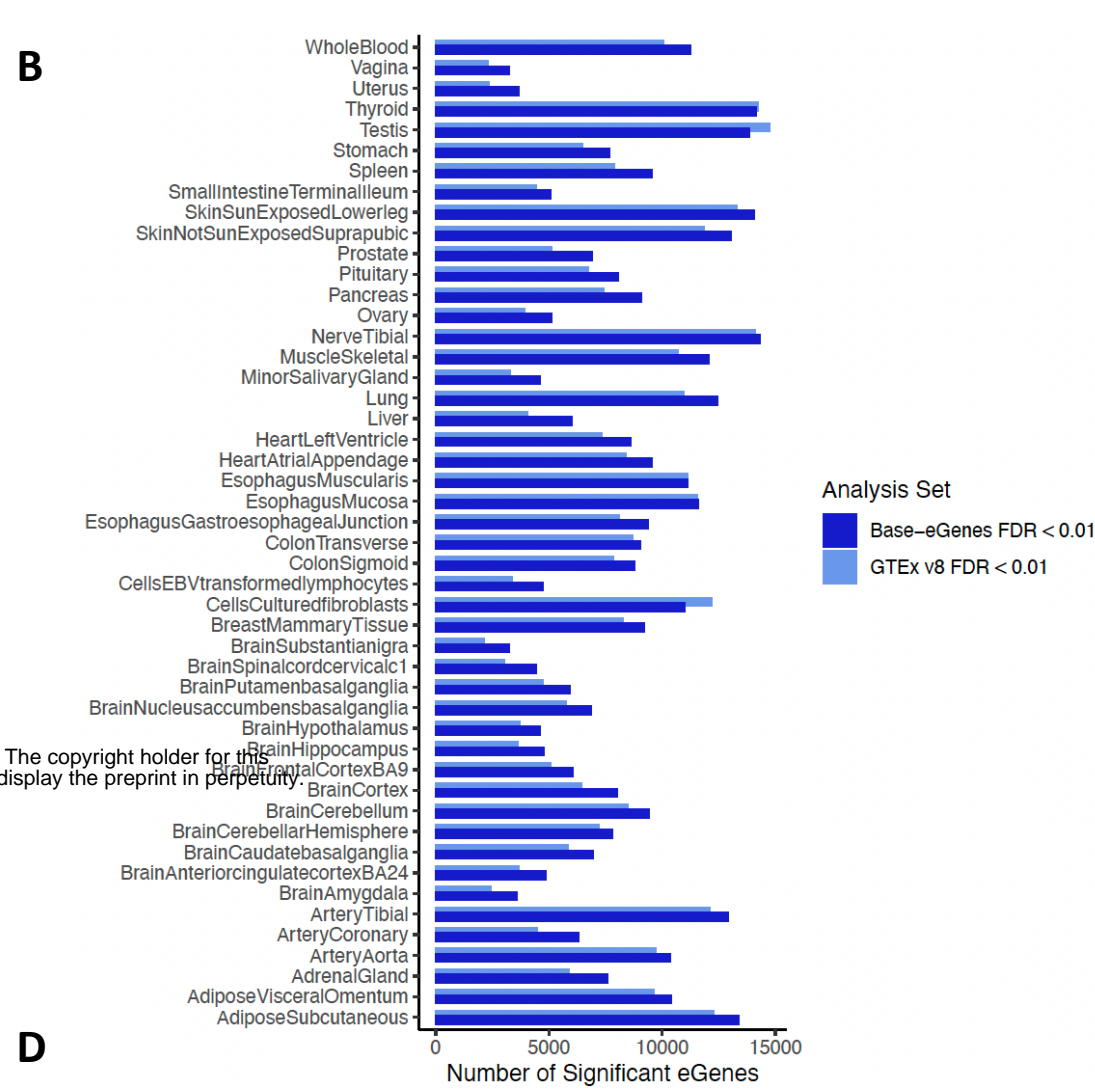 B
WholeBlood
Vagina
Uterus
Thyroid
Testis
Stomach
Spleen
SmallIntestineTerminalIleum
SkinSunExposedLowerleg
SkinNotSunExposedSuprapubic
Prostate
Pituitary
Pancreas
Ovary
NerveTibial
MuscleSkeletal
MinorSalivaryGland
Lung
Liver
HeartLeftVentricle
HeartAtrialAppendage
EsophagusMuscularis
EsophagusMucosa
EsophagusGastroesophagealJunction
ColonTransverse
ColonSigmoid
CellsEBVtransformedlymphocytes
CellsCulturedfibroblasts
BreastMammaryTissue
BrainSubstantianigra
BrainSpinalcordcervicalc1
BrainPutamenbasalganglia
BrainNucleusaccumbensbasalganglia
BrainHypothalamus
BrainHippocampus
The copyright holder for this
BrainFrontalCortexBA9
display the preprint in perpetuity.
BrainCortex
BrainCerebellum
BrainCerebellarHemisphere
BrainCaudatebasalganglia
BrainAnteriorcingulatecortexBA24
BrainAmygdala
ArteryTibial
ArteryCoronary
ArteryAorta
AdrenalGland
AdiposeVisceralOmentum
AdiposeSubcutaneous
0 5000 10000 15000
Number of Significant eGenes
Analysis Set
Base−eGenes FDR < 0.01
GTEx v8 FDR < 0.01
D